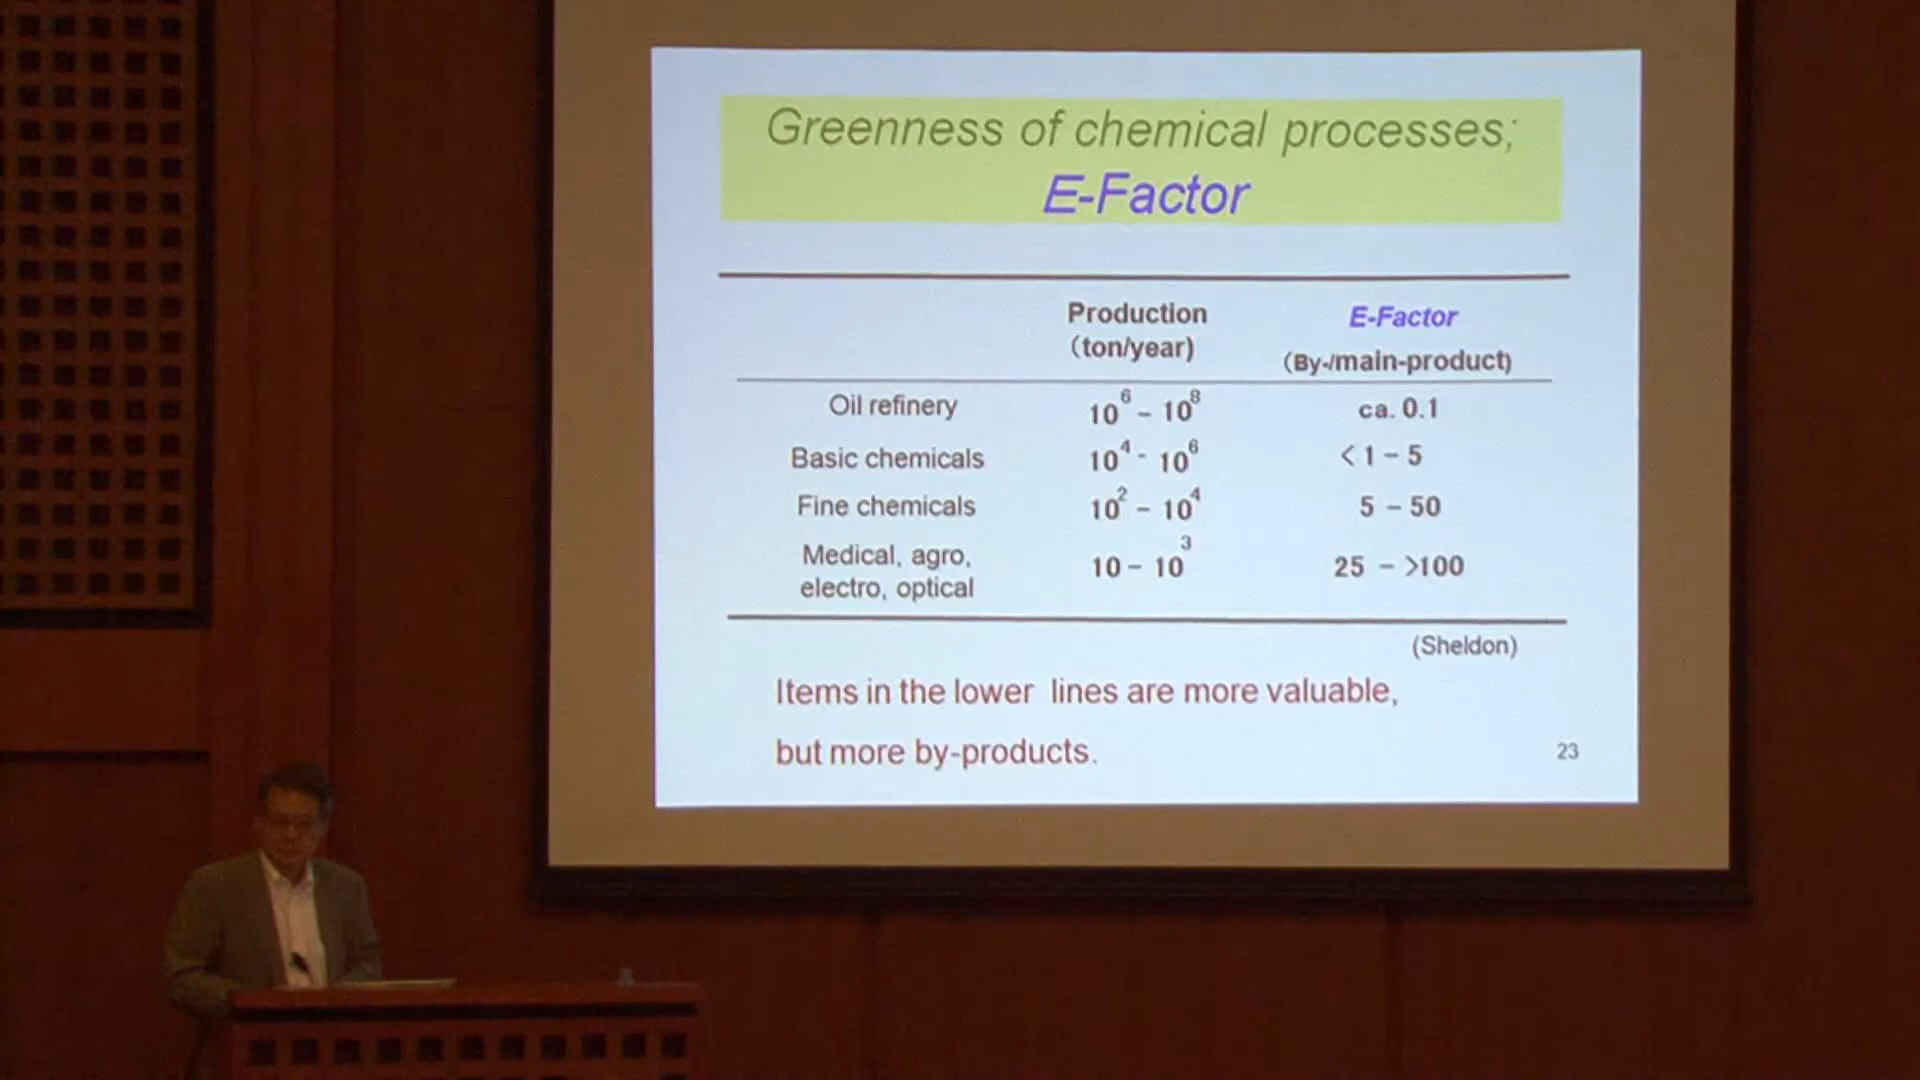 Greenness of chemical processes;
E-Factor
Production E-Factor
(ton/year) (By-/main-product)
Oil refinery 10⁶ – 10⁸ ca. 0.1
Basic chemicals 10⁴ - 10⁶ < 1 – 5
Fine chemicals 10² – 10⁴ 5 – 50
Medical, agro,
electro, optical 10 – 10³ 25 – >100
(Sheldon)
Items in the lower lines are more valuable,
but more by-products.
23